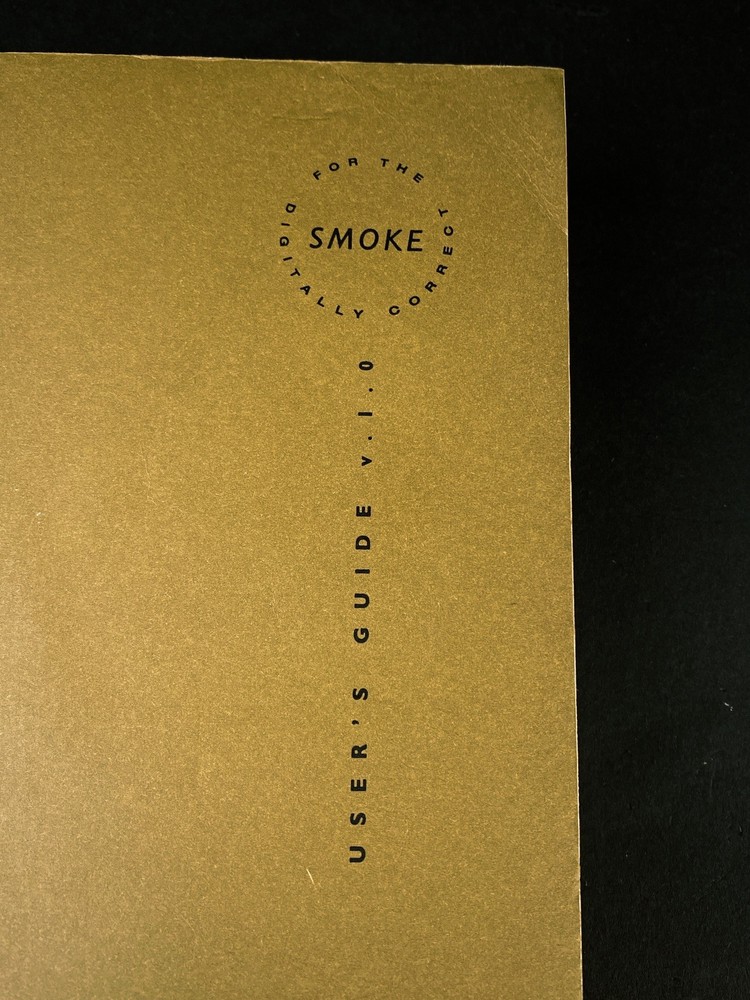 FOR THE
SMOKE
DIGITALLY CORRECT
USER'S GUIDE v.1.0